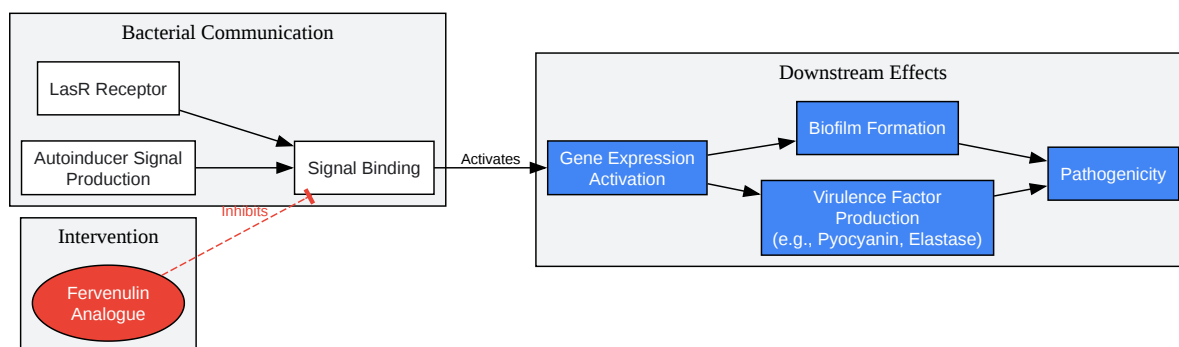 Bacterial Communication
LasR Receptor
Autoinducer Signal
Production
Signal Binding
Activates
Inhibits
Intervention
Fervenulin
Analogue
Downstream Effects
Gene Expression
Activation
Biofilm Formation
Virulence Factor
Production
(e.g., Pyocyanin, Elastase)
Pathogenicity